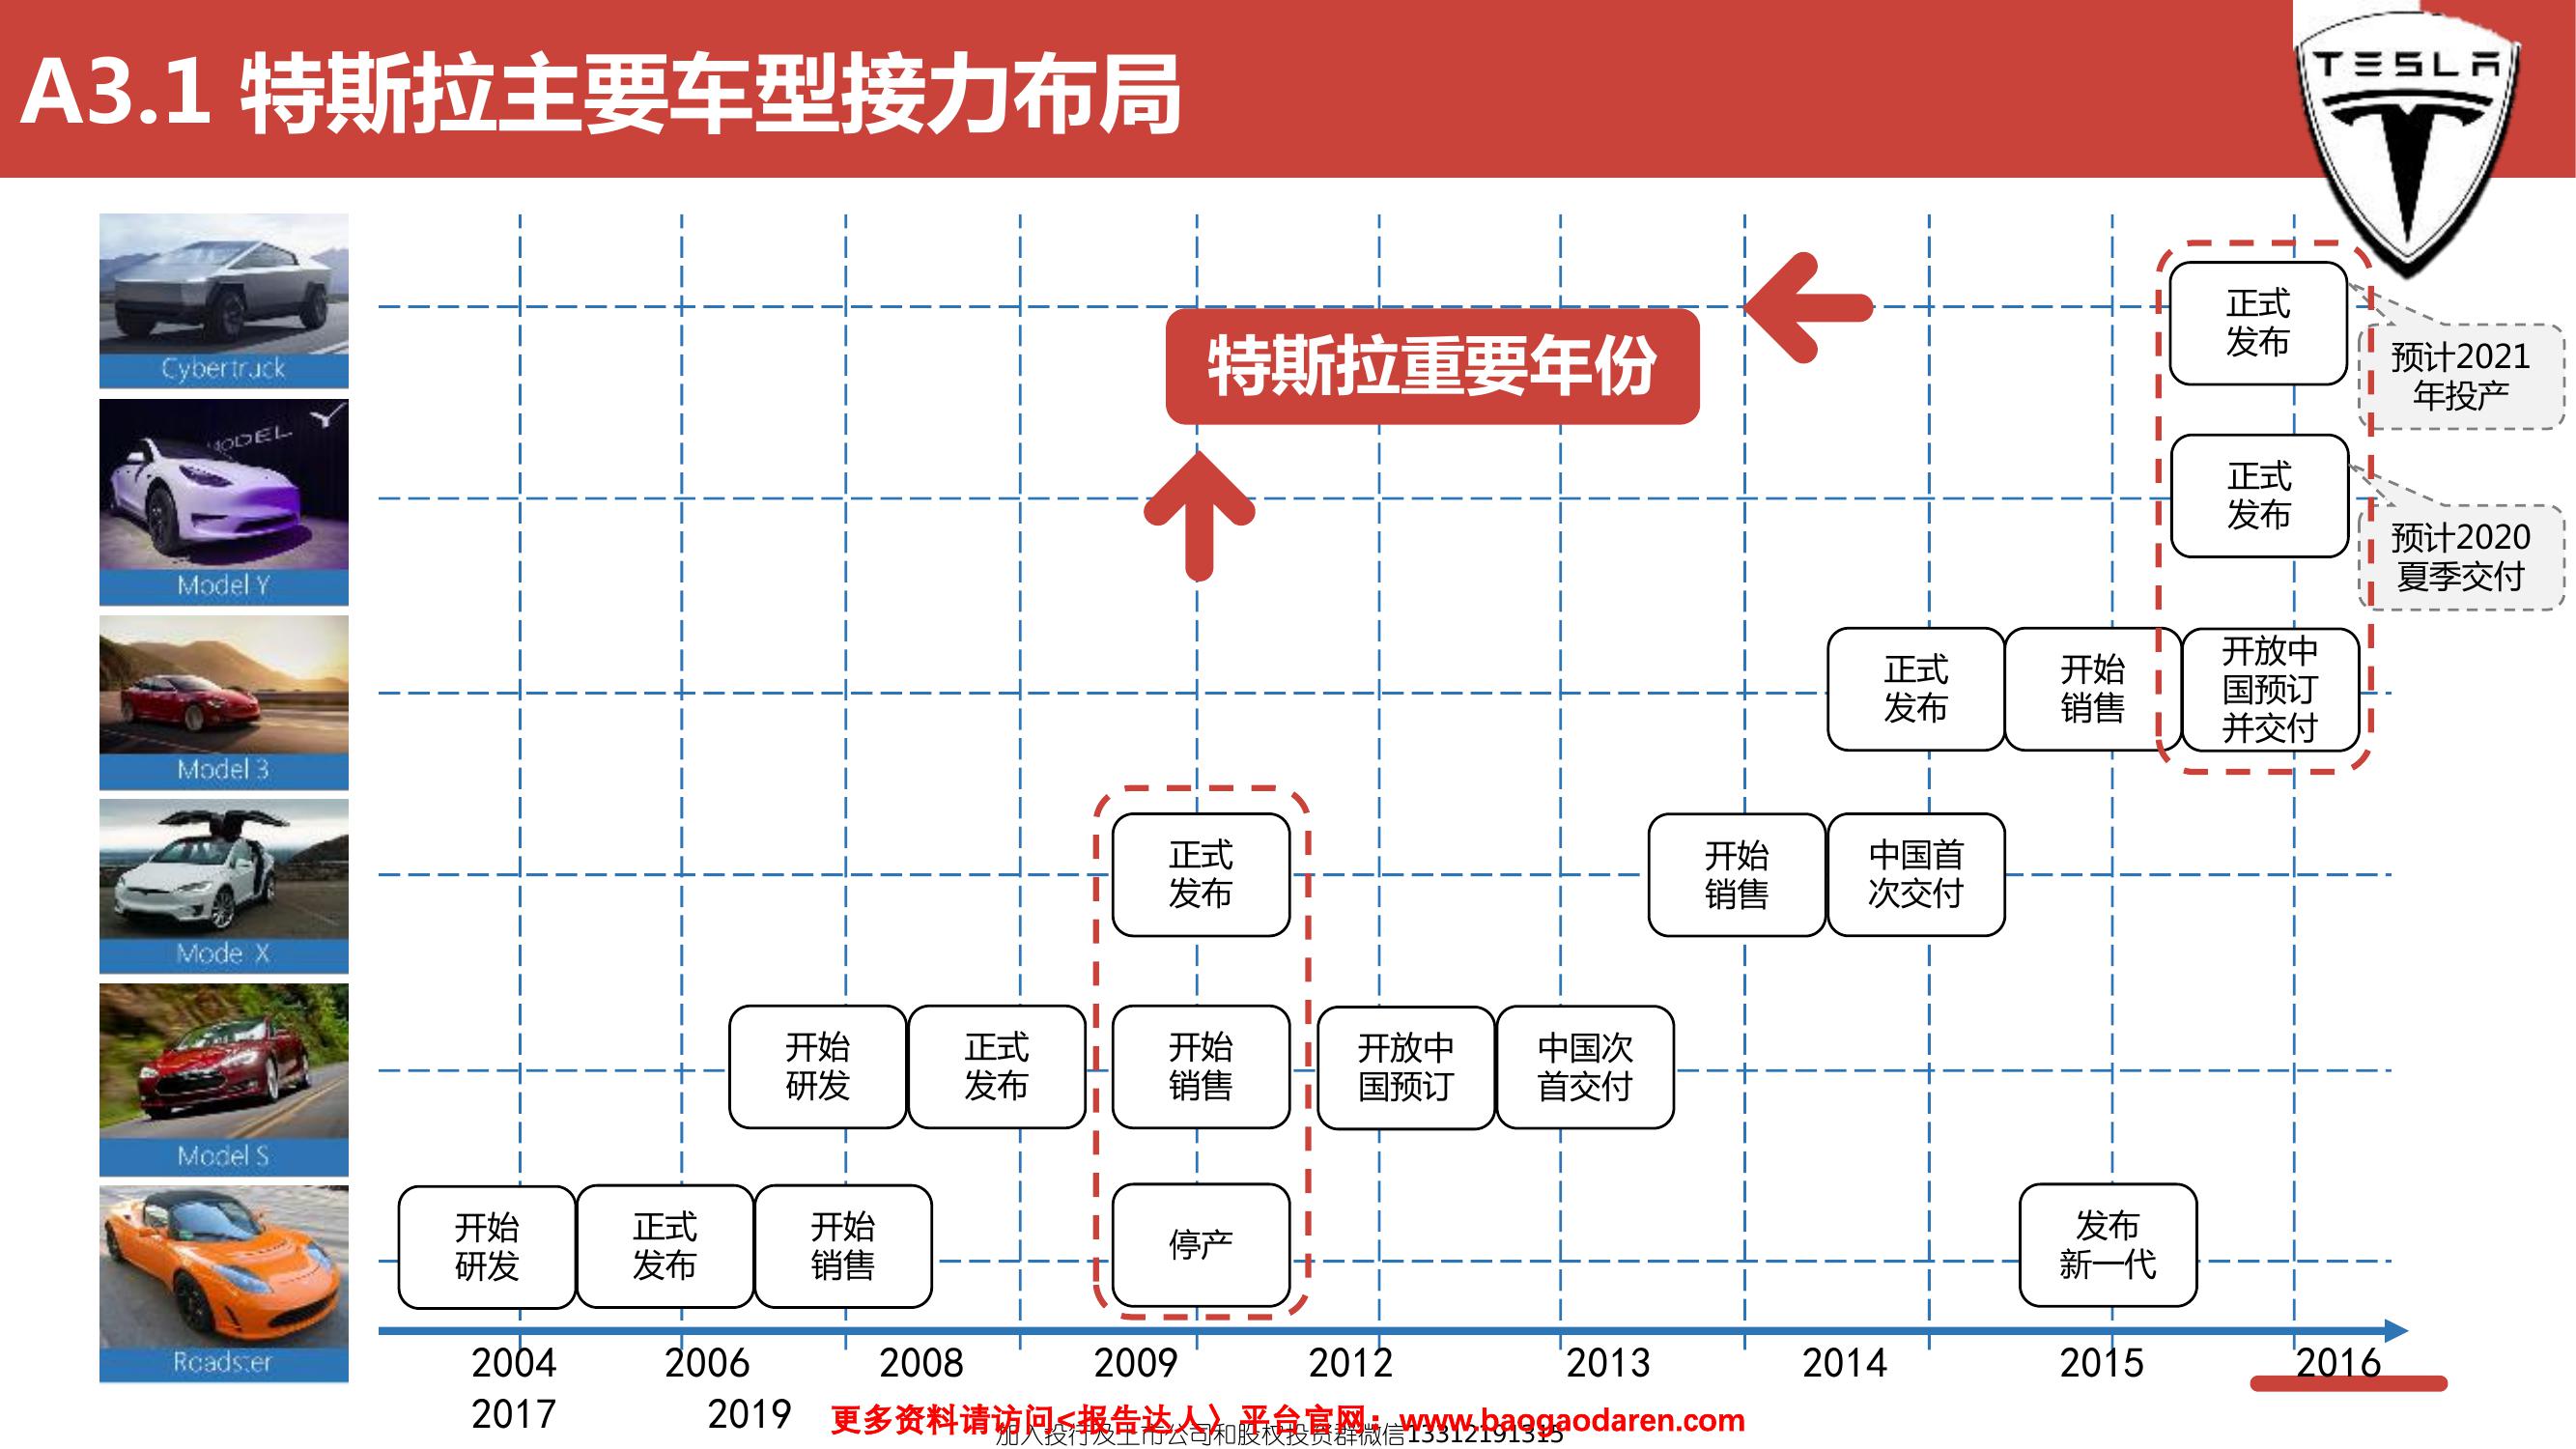 A3.1 特斯拉主要车型接力布局
TESLA
Cybertruck
正式
发布
特斯拉重要年份
预计2021
年投产
MODEL Y
Model Y
正式
发布
预计2020
夏季交付
Model 3
正式
发布
开始
销售
开放中
国预订
并交付
Mode X
正式
发布
开始
销售
中国首
次交付
Model S
开始
研发
正式
发布
开始
销售
开放中
国预订
中国次
首交付
Roadster
开始
研发
正式
发布
开始
销售
停产
发布
新一代
2004 2006 2008 2009 2012 2013 2014 2015 2016
2017 2019
更多资料请访问<报告达人〉平台官网：www.baogaodaren.com
加入投行及上市公司和股权投资群微信13312191315